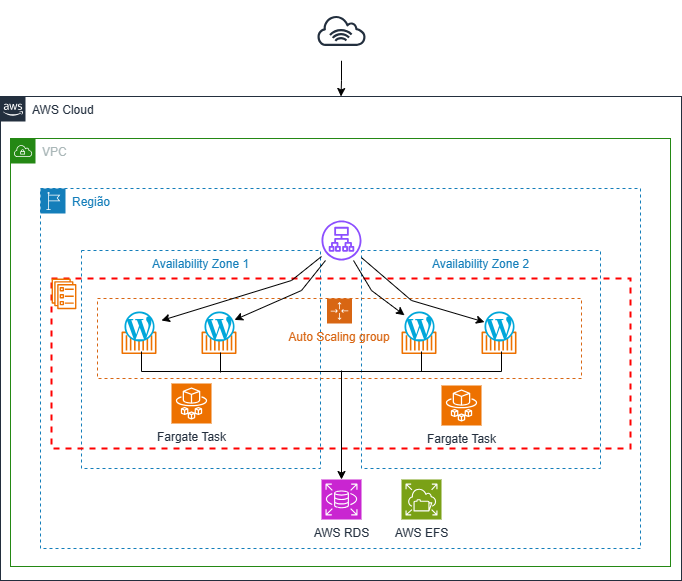 aws
AWS Cloud
VPC
Região
Availability Zone 1
Availability Zone 2
Auto Scaling group
Fargate Task
Fargate Task
AWS RDS
AWS EFS